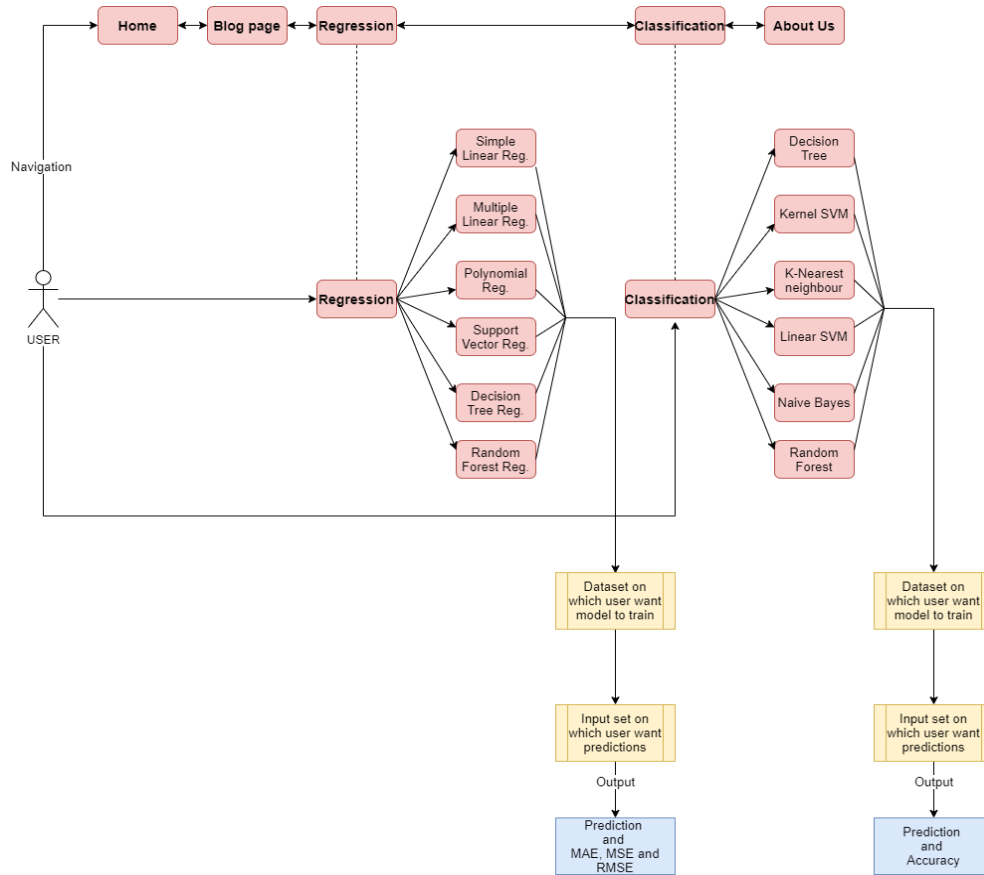 Home
Blog page
Regression
Classification
About Us
Navigation
USER
Regression
Simple
Linear Reg.
Multiple
Linear Reg.
Polynomial
Reg.
Support
Vector Reg.
Decision
Tree Reg.
Random
Forest Reg.
Classification
Decision
Tree
Kernel SVM
K-Nearest
neighbour
Linear SVM
Naive Bayes
Random
Forest
Dataset on
which user want
model to train
Input set on
which user want
predictions
Output
Prediction
and
MAE, MSE and
RMSE
Dataset on
which user want
model to train
Input set on
which user want
predictions
Output
Prediction
and
Accuracy